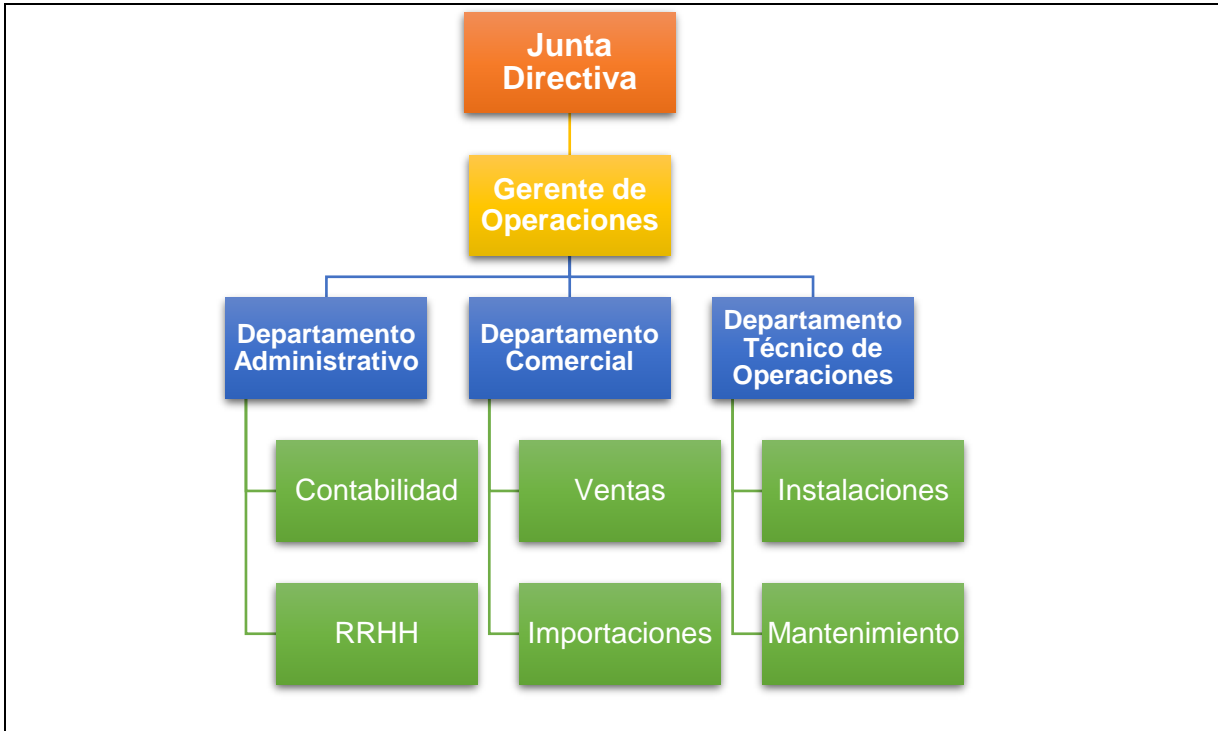 Junta
Directiva
Gerente de
Operaciones
Departamento
Administrativo
Departamento
Comercial
Departamento
Técnico de
Operaciones
Contabilidad
Ventas
Instalaciones
RRHH
Importaciones
Mantenimiento